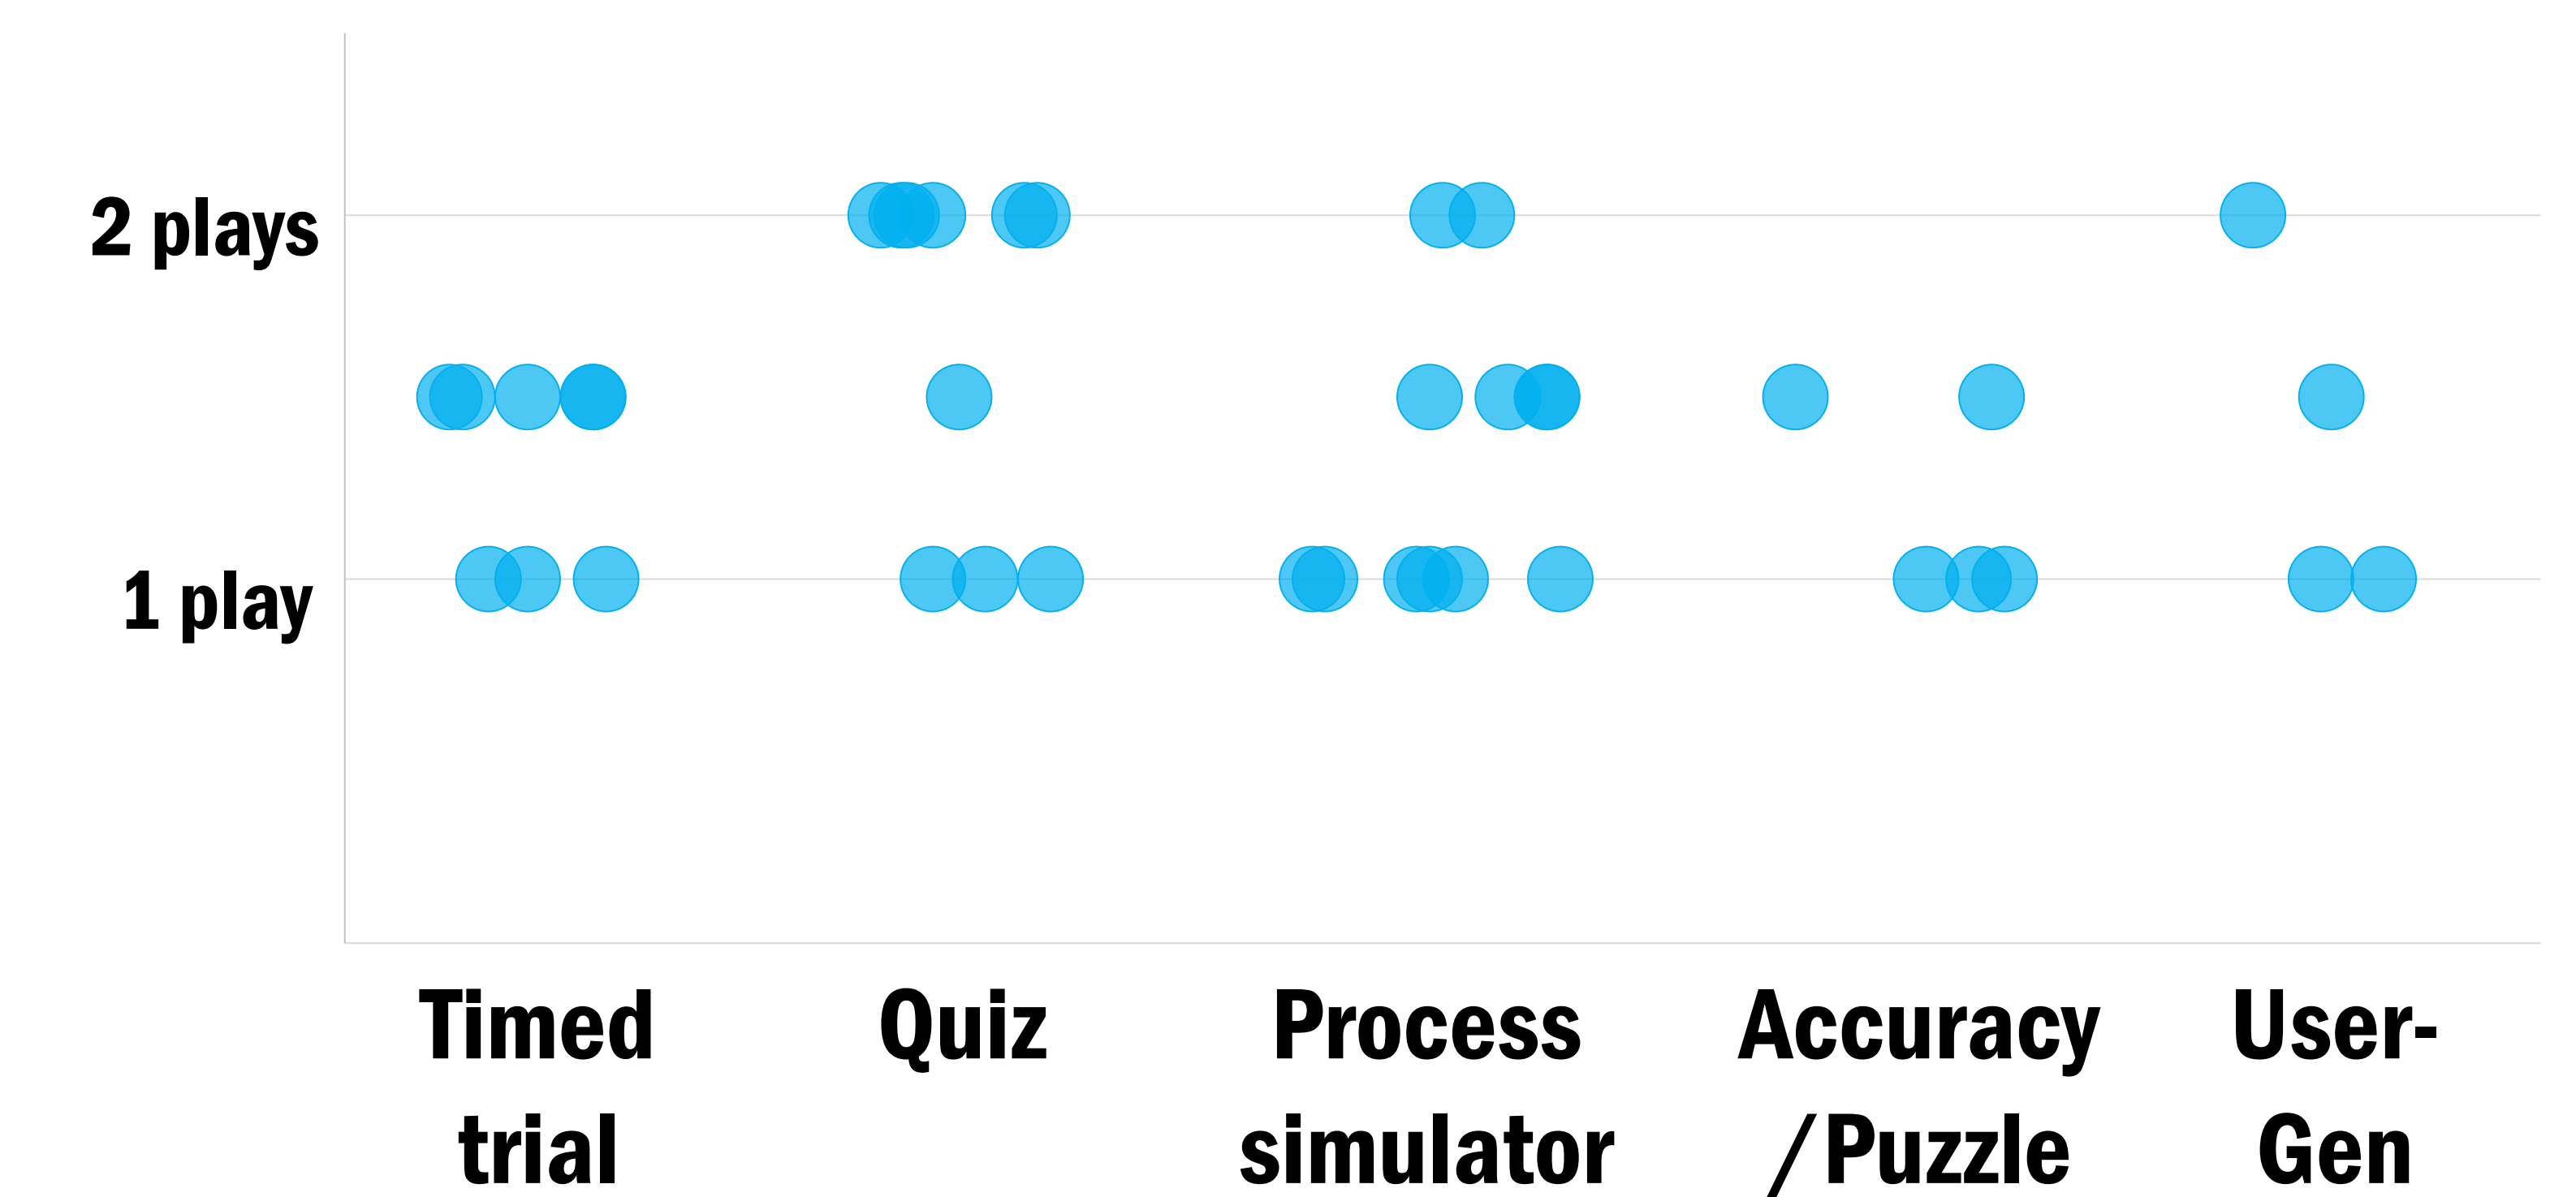 2 plays
1 play
Timed Quiz Process Accuracy User-
trial simulator /Puzzle Gen